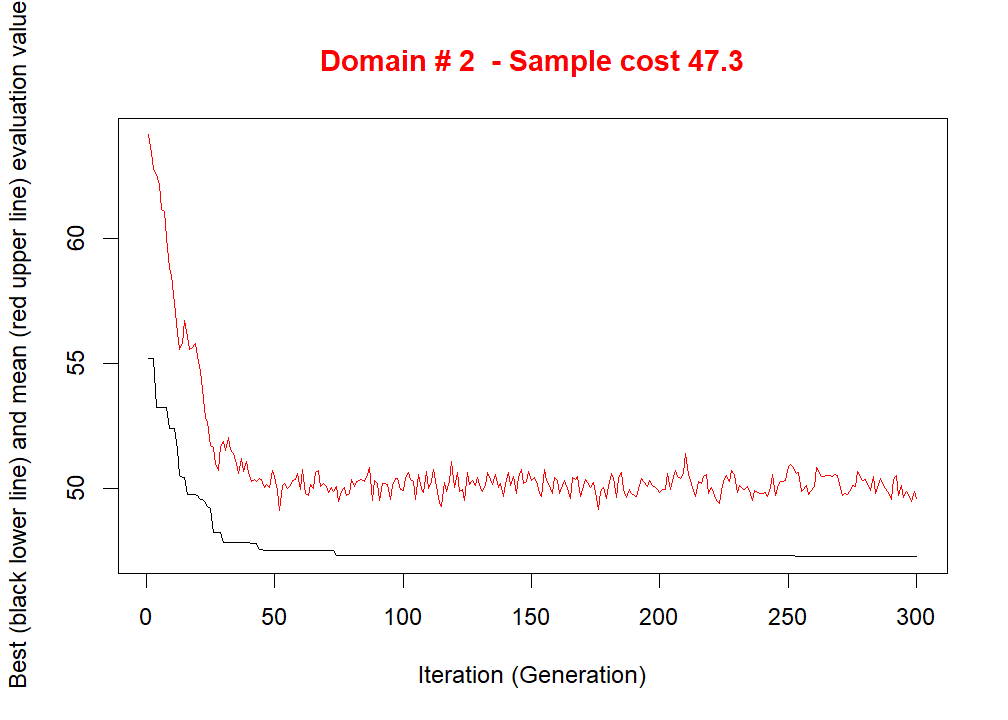 Domain # 2  - Sample cost 47.3
Best (black lower line) and mean (red upper line) evaluation value
60
55
50
0 50 100 150 200 250 300
Iteration (Generation)